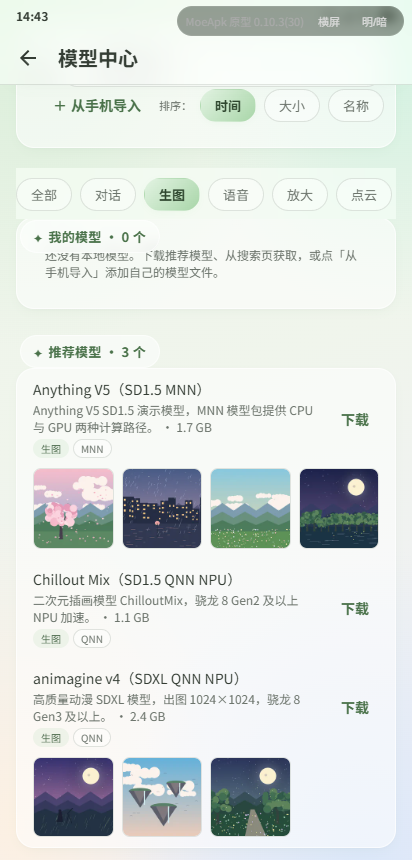 14:43
MoeApk 原型 0.10.3(30) 横屏 明/暗
模型中心
＋ 从手机导入 排序： 时间 大小 名称
全部 对话 生图 语音 放大 点云
✦ 我的模型 · 0 个
还没有本地模型。下载推荐模型、从搜索页获取，或点「从
手机导入」添加自己的模型文件。
✦ 推荐模型 · 3 个
Anything V5（SD1.5 MNN）
Anything V5 SD1.5 演示模型，MNN 模型包提供 CPU
与 GPU 两种计算路径。 · 1.7 GB
下载
生图 MNN
Chillout Mix（SD1.5 QNN NPU）
二次元插画模型 ChilloutMix，骁龙 8 Gen2 及以上
NPU 加速。 · 1.1 GB
下载
生图 QNN
animagine v4（SDXL QNN NPU）
高质量动漫 SDXL 模型，出图 1024×1024，骁龙 8
Gen3 及以上。 · 2.4 GB
下载
生图 QNN